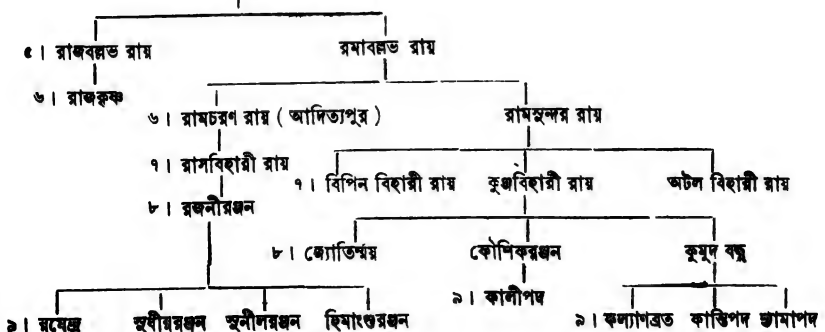 ৫। রাজবল্লভ রায় রমাবল্লভ রায়
৬। রাজকৃষ্ণ
৬। রামচরণ রায় ( আদিত্যপুর ) রামসুন্দর রায়
৭। রাসবিহারী রায়
৭। বিপিন বিহারী রায় কুঞ্জবিহারী রায় অটল বিহারী রায়
৮। রজনীরঞ্জন
৮। জ্যোতির্ম্ময় কৌশিকরঞ্জন কুমুদ বন্ধু
৯। কালীপদ
৯। রমেন্দ্র সুধীররঞ্জন সুনীলরঞ্জন হিমাংশুরঞ্জন ৯। কল্যাণব্রত কান্তিপদ শ্যামাপদ